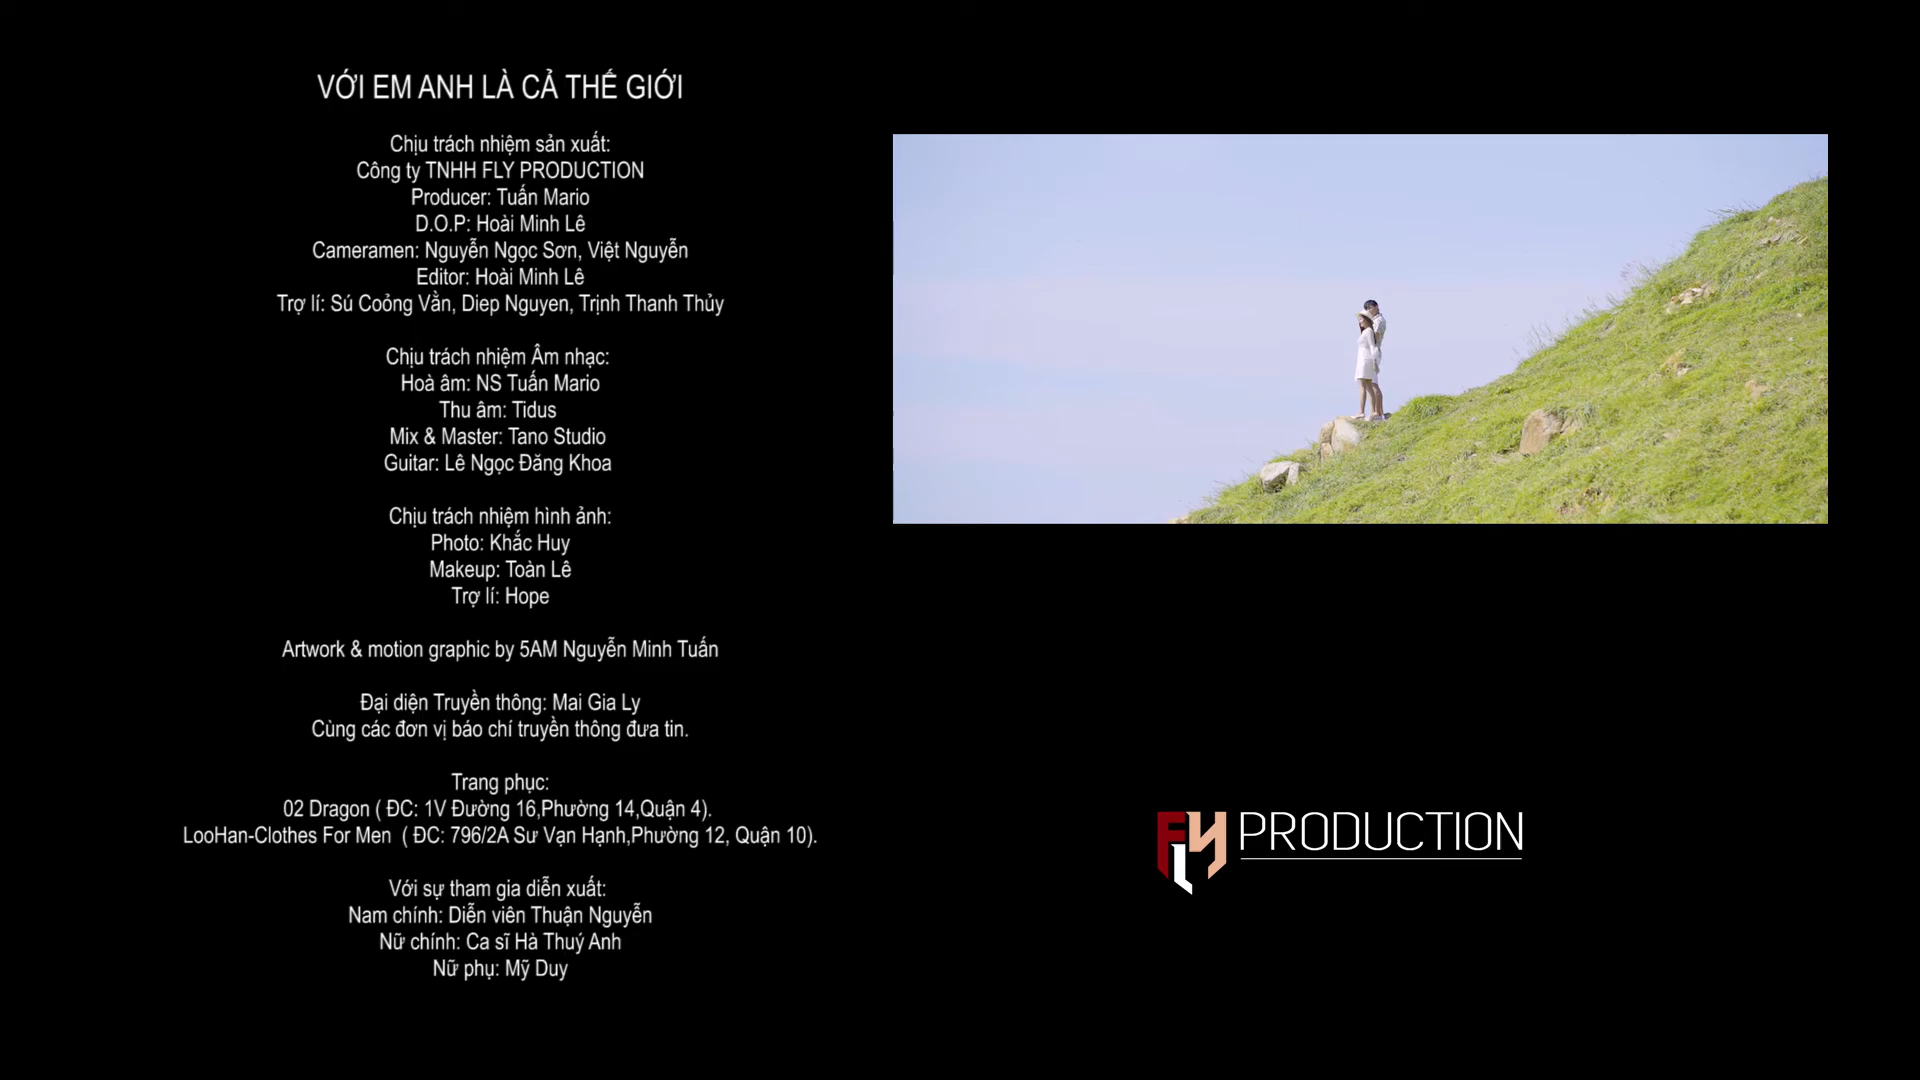 VỚI EM ANH LÀ CẢ THẾ GIỚI
Chịu trách nhiệm sản xuất:
Công ty TNHH FLY PRODUCTION
Producer: Tuấn Mario
D.O.P: Hoài Minh Lê
Cameramen: Nguyễn Ngọc Sơn, Việt Nguyễn
Editor: Hoài Minh Lê
Trợ lí: Sú Coỏng Vằn, Diep Nguyen, Trịnh Thanh Thủy
Chịu trách nhiệm Âm nhạc:
Hoà âm: NS Tuấn Mario
Thu âm: Tidus
Mix & Master: Tano Studio
Guitar: Lê Ngọc Đăng Khoa
Chịu trách nhiệm hình ảnh:
Photo: Khắc Huy
Makeup: Toàn Lê
Trợ lí: Hope
Artwork & motion graphic by 5AM Nguyễn Minh Tuấn
Đại diện Truyền thông: Mai Gia Ly
Cùng các đơn vị báo chí truyền thông đưa tin.
Trang phục:
02 Dragon ( ĐC: 1V Đường 16,Phường 14,Quận 4).
LooHan-Clothes For Men  ( ĐC: 796/2A Sư Vạn Hạnh,Phường 12, Quận 10).
Với sự tham gia diễn xuất:
Nam chính: Diễn viên Thuận Nguyễn
Nữ chính: Ca sĩ Hà Thuý Anh
Nữ phụ: Mỹ Duy
FLY PRODUCTION